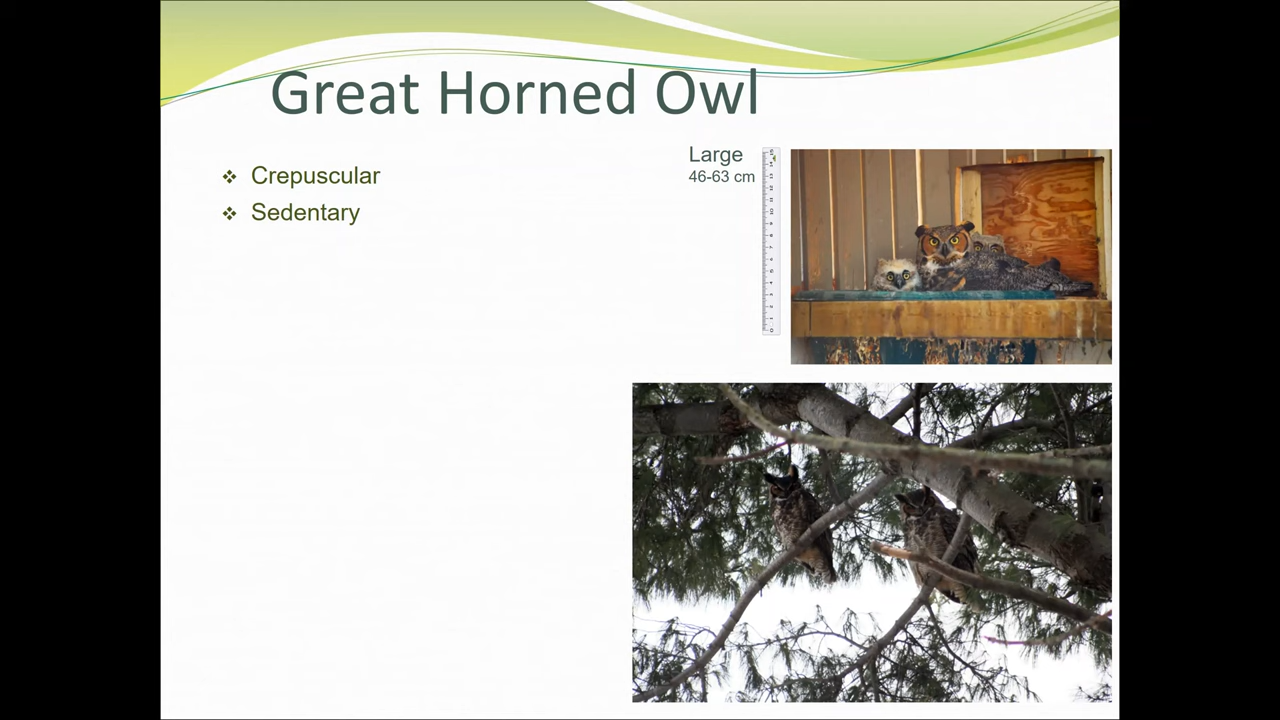 Great Horned Owl
Large
46-63 cm
Crepuscular
Sedentary